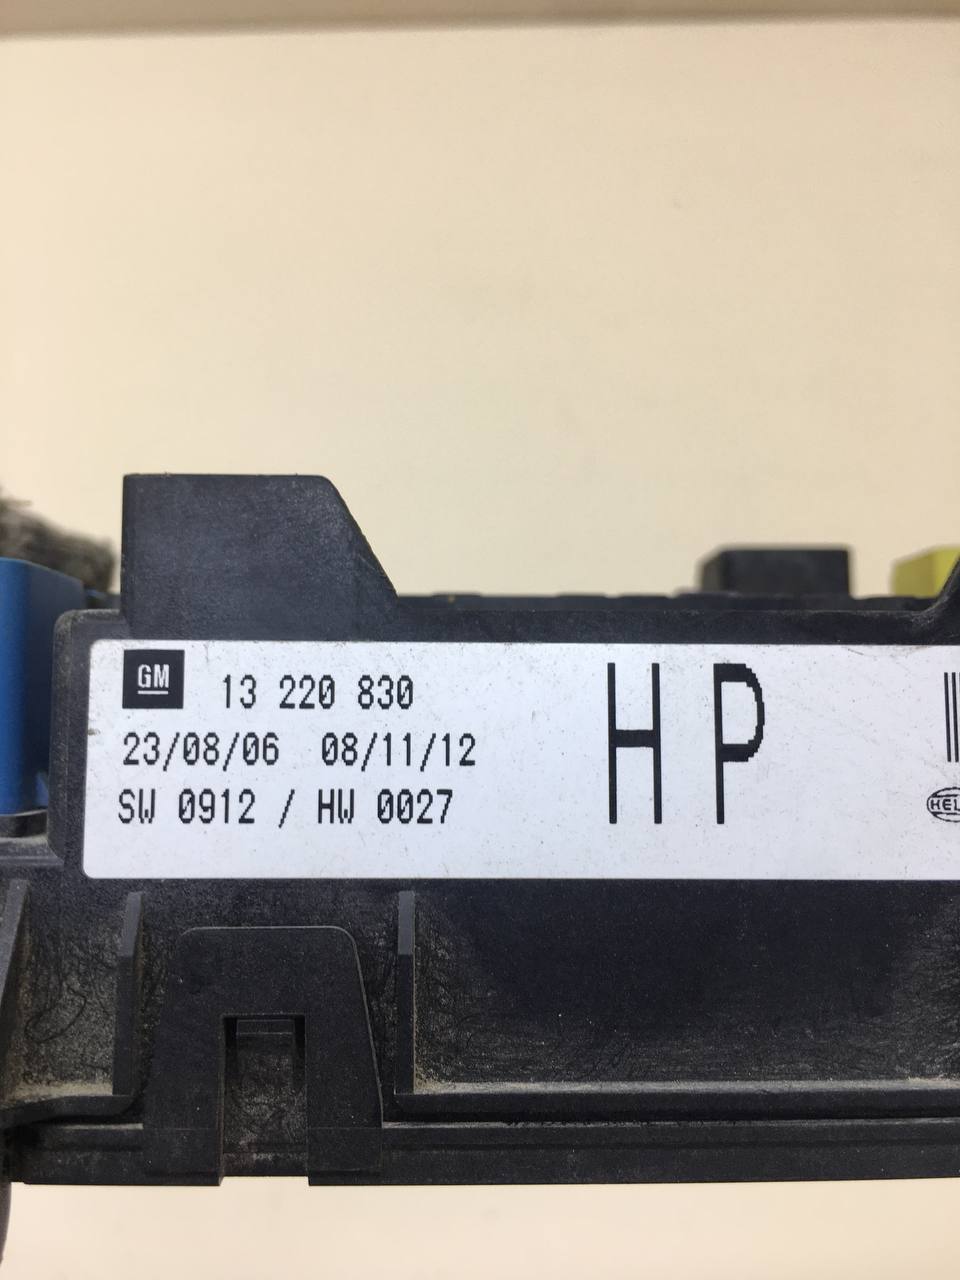 GM 13 220 830
23/08/06 08/11/12
SW 0912 / HW 0027
HP